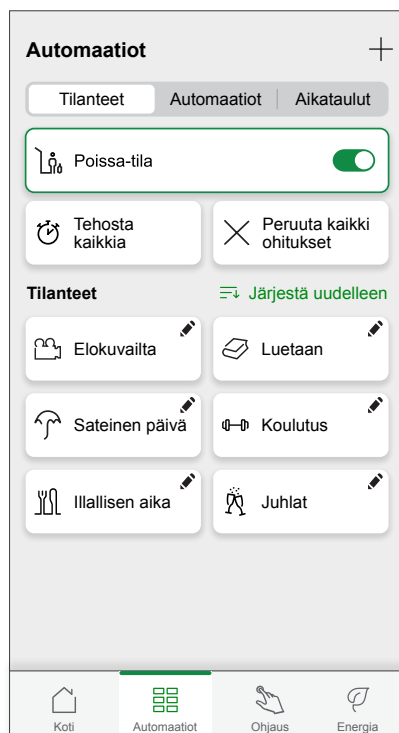 Automaatiot
Tilanteet Automaatiot Aikataulut
Poissa-tila
Tehosta
kaikkia
Peruuta kaikki
ohitukset
Tilanteet Järjestä uudelleen
Elokuvailta Luetaan
Sateinen päivä Koulutus
Illallisen aika Juhlat
Koti Automaatiot Ohjaus Energia